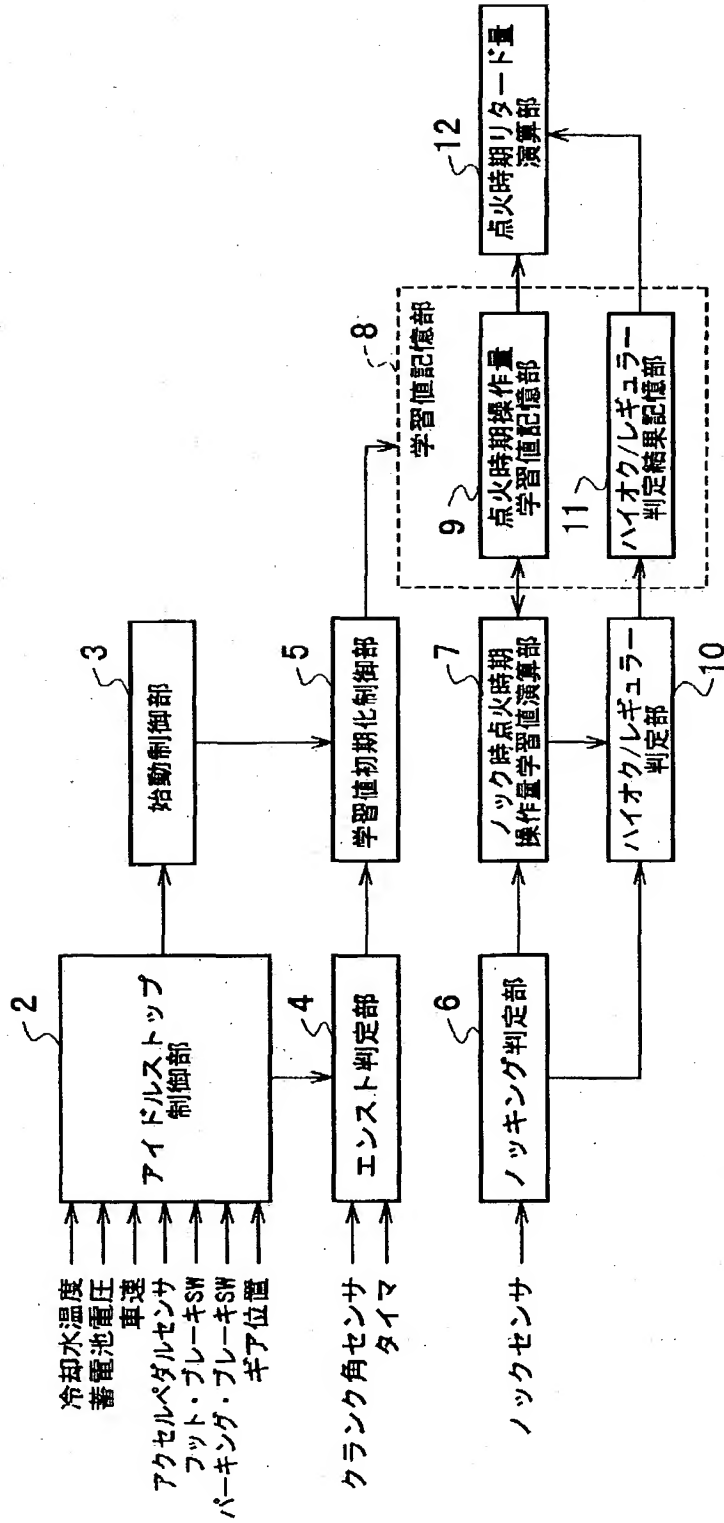 冷却水温度
蓄電池電圧
車速
アクセルペダルセンサ
フット・ブレーキSW
パーキング・ブレーキSW
ギア位置
2
アイドルストップ
制御部
3
始動制御部
クランク角センサ
タイマ
4
エンスト判定部
5
学習値初期化制御部
8
学習値記憶部
ノックセンサ
6
ノッキング判定部
7
ノック時点火時期
操作量学習値演算部
9
点火時期操作量
学習値記憶部
12
点火時期リタード量
演算部
10
ハイオク/レギュラー
判定部
11
ハイオク/レギュラー
判定結果記憶部